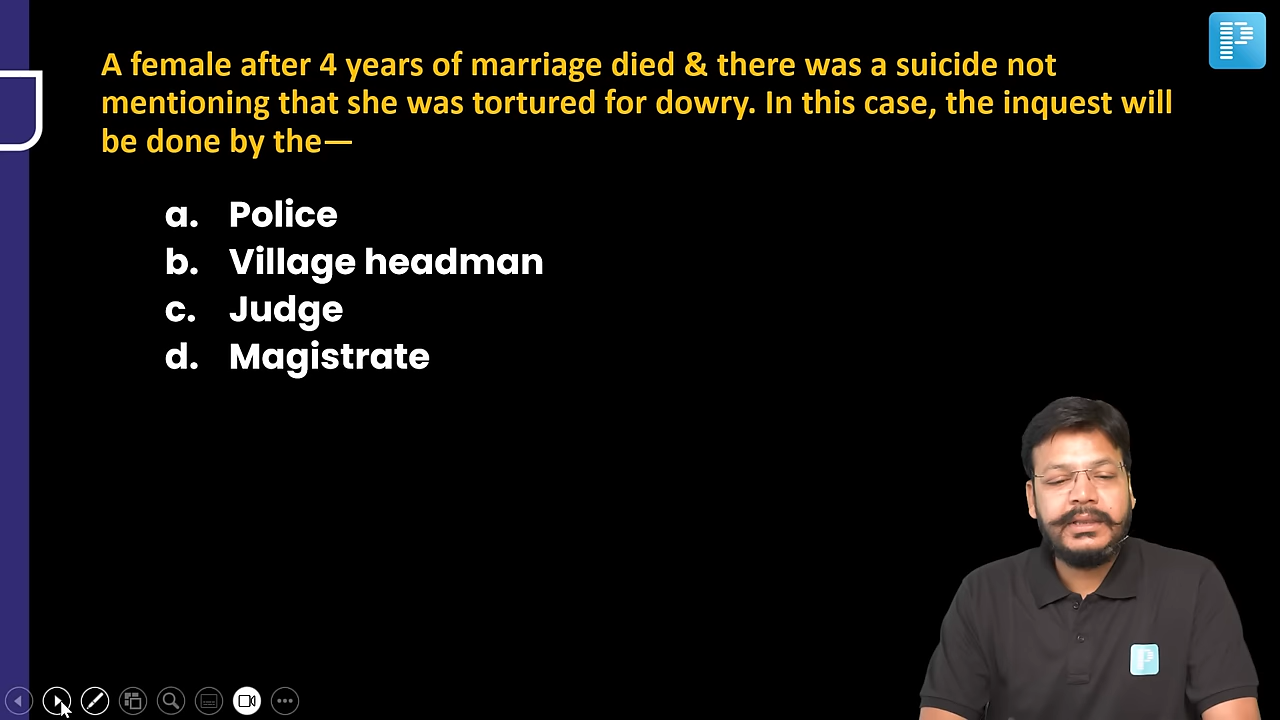 A female after 4 years of marriage died & there was a suicide not
mentioning that she was tortured for dowry. In this case, the inquest will
be done by the—
a. Police
b. Village headman
c. Judge
d. Magistrate